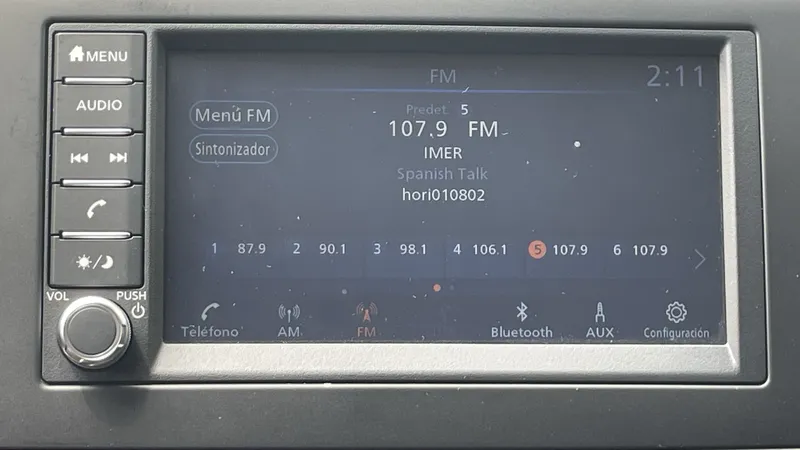 MENU
AUDIO
VOL
PUSH
FM
2:11
Menú FM
Sintonizador
Predet. 5
107.9 FM
IMER
Spanish Talk
hori010802
1 87.9 2 90.1 3 98.1 4 106.1 5 107.9 6 107.9
Teléfono AM FM Bluetooth AUX Configuración